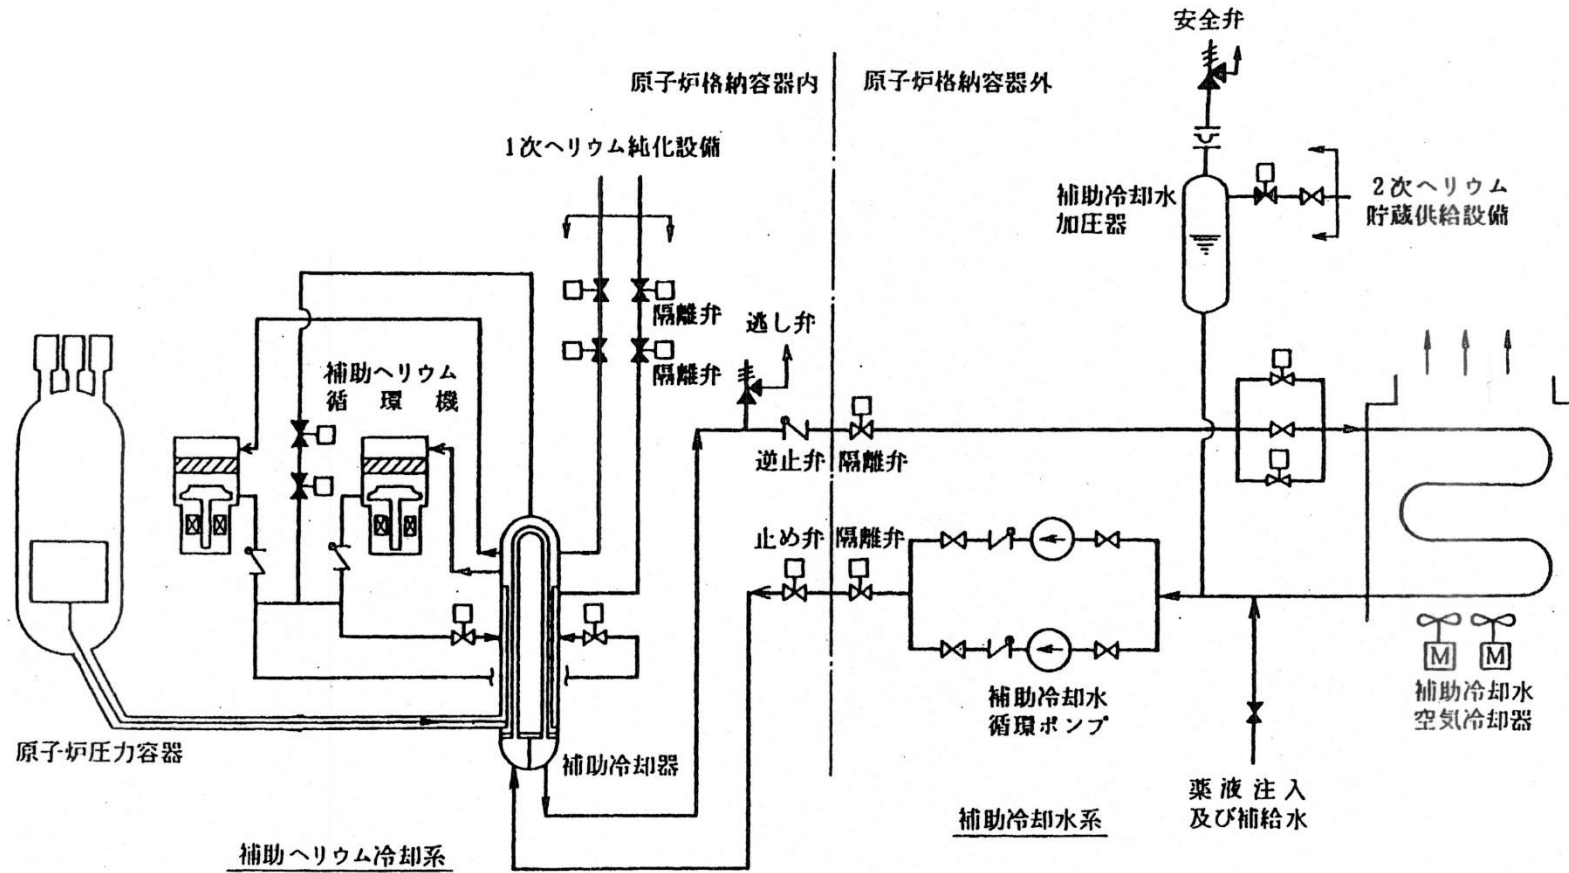 安全弁
原子炉格納容器内
原子炉格納容器外
1次ヘリウム純化設備
補助冷却水
加圧器
2次ヘリウム
貯蔵供給設備
隔離弁
逃し弁
隔離弁
補助ヘリウム
循環機
逆止弁
隔離弁
止め弁
隔離弁
補助冷却水
循環ポンプ
M
M
補助冷却水
空気冷却器
原子炉圧力容器
補助冷却器
薬液注入
及び補給水
補助冷却水系
補助ヘリウム冷却系